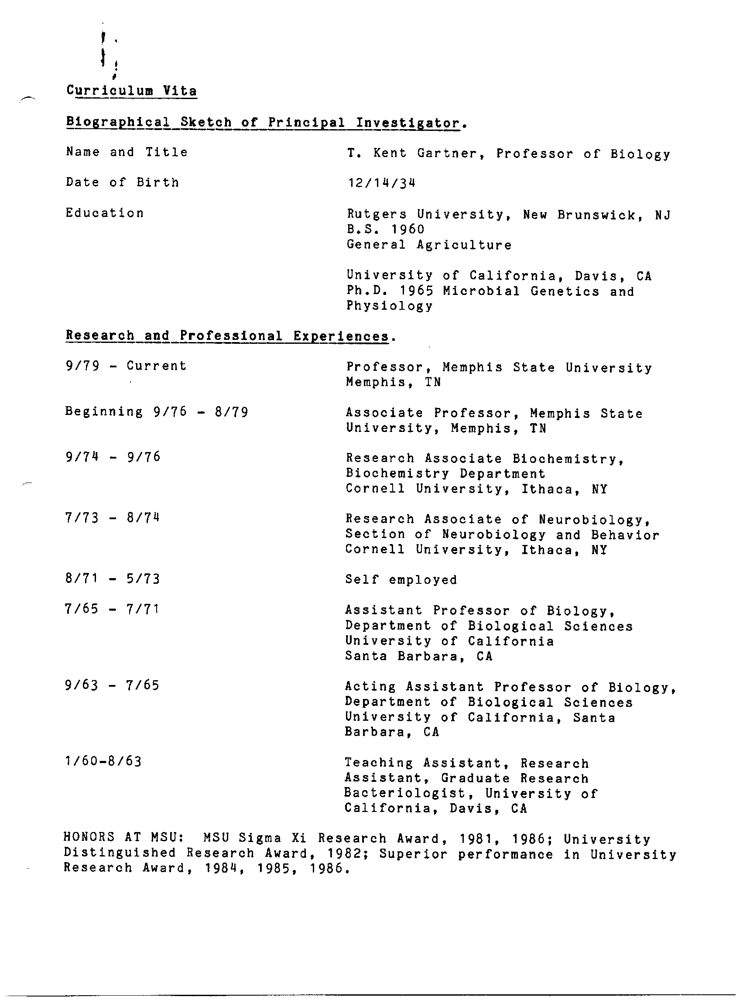 Curriculum Vita
Biographical Sketch of Principal Investigator.
Name and Title T. Kent Gartner, Professor of Biology
Date of Birth 12/14/34
Education Rutgers University, New Brunswick, NJ
B.S. 1960
General Agriculture
University of California, Davis, CA
Ph.D. 1965 Microbial Genetics and
Physiology
Research and Professional Experiences.
9/79 - Current Professor, Memphis State University
Memphis, TN
Beginning 9/76 - 8/79 Associate Professor, Memphis State
University, Memphis, TN
9/74 - 9/76 Research Associate Biochemistry,
Biochemistry Department
Cornell University, Ithaca, NY
7/73 - 8/74 Research Associate of Neurobiology,
Section of Neurobiology and Behavior
Cornell University, Ithaca, NY
8/71 - 5/73 Self employed
7/65 - 7/71 Assistant Professor of Biology,
Department of Biological Sciences
University of California
Santa Barbara, CA
9/63 - 7/65 Acting Assistant Professor of Biology,
Department of Biological Sciences
University of California, Santa
Barbara, CA
1/60-8/63 Teaching Assistant, Research
Assistant, Graduate Research
Bacteriologist, University of
California, Davis, CA
HONORS AT MSU: MSU Sigma Xi Research Award, 1981, 1986; University
Distinguished Research Award, 1982; Superior performance in University
Research Award, 1984, 1985, 1986.